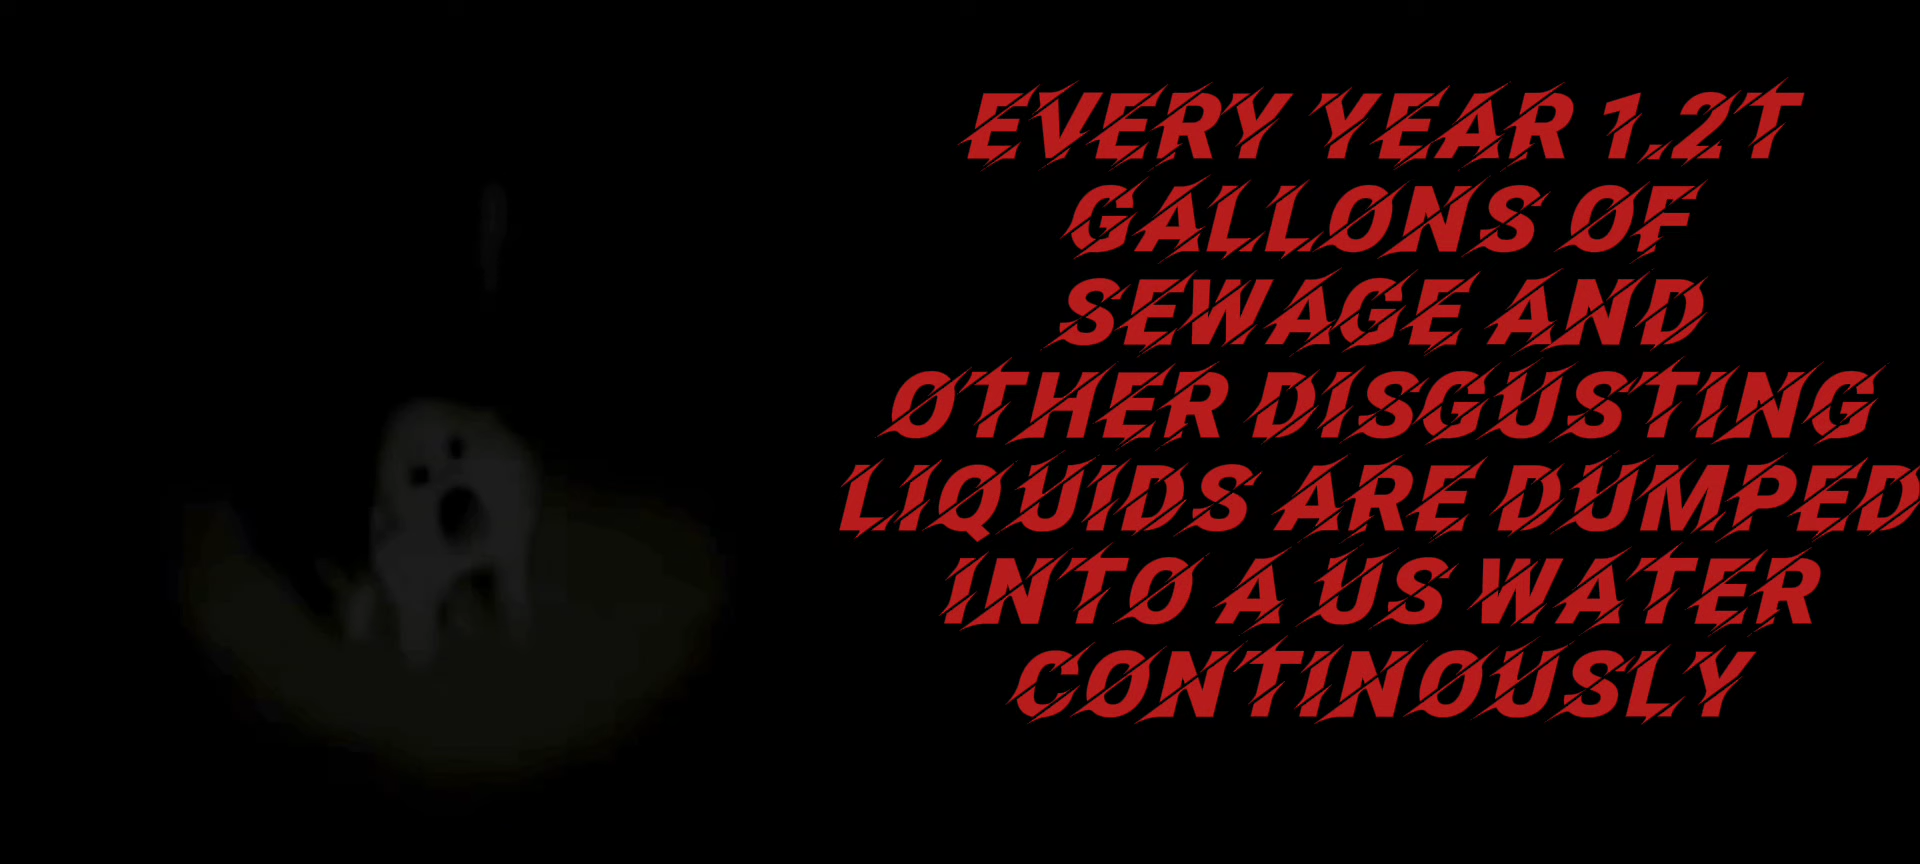 EVERY YEAR 1.2T
GALLONS OF
SEWAGE AND
OTHER DISGUSTING
LIQUIDS ARE DUMPED
INTO A US WATER
CONTINOUSLY